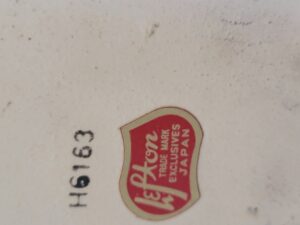 H6163
Lefton
TRADE MARK
EXCLUSIVES
JAPAN